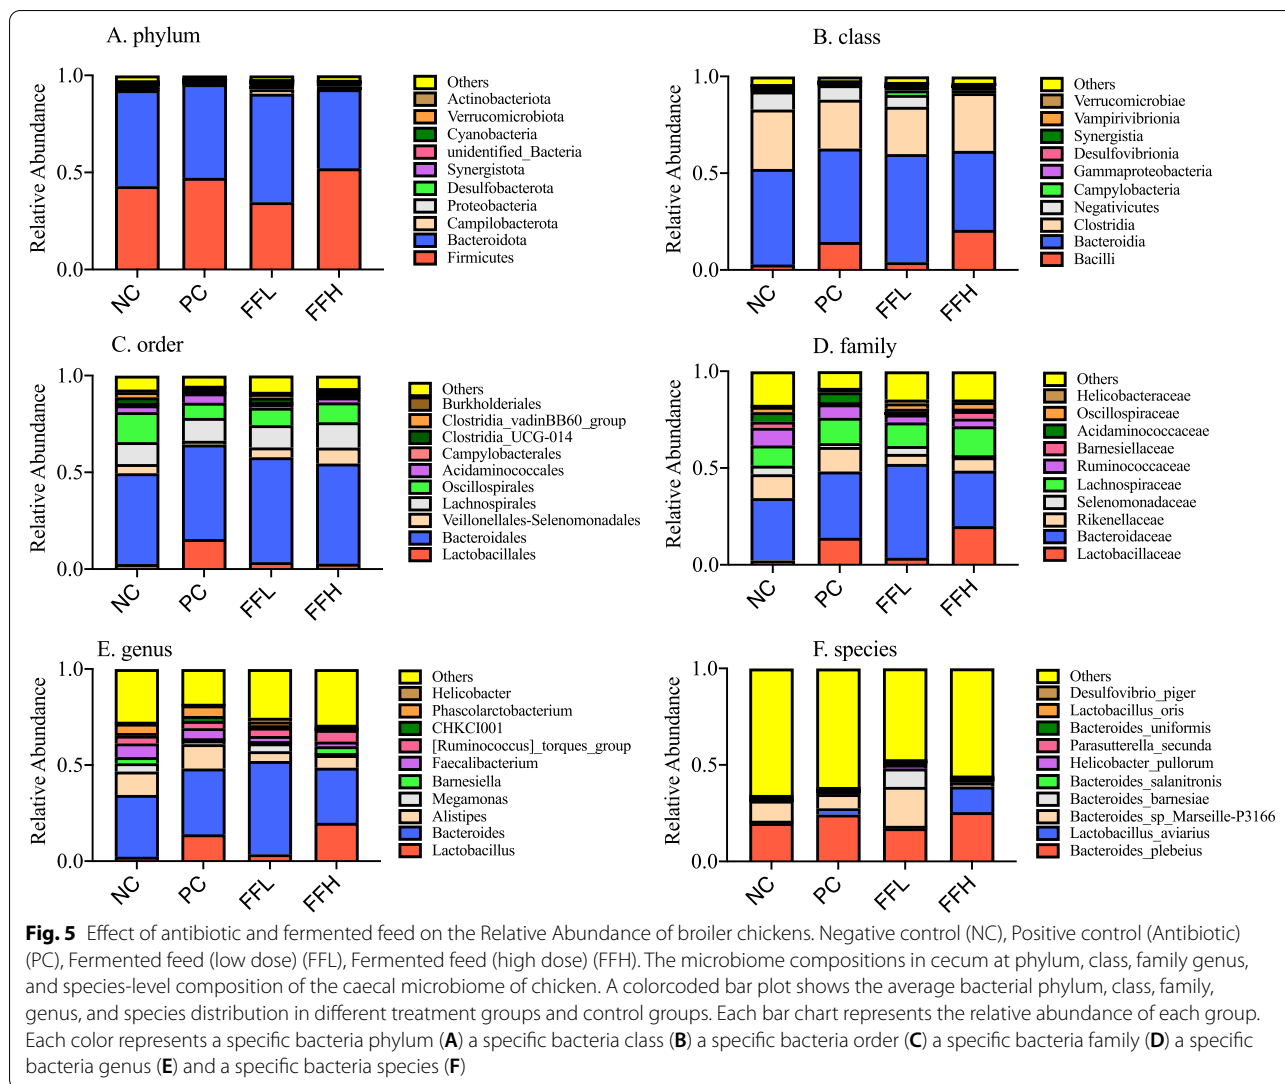 A. phylum
Relative Abundance
1.0
0.5
0.0
NC
PC
FFL
FFH
Others
Actinobacteriota
Verrucomicrobiota
Cyanobacteria
unidentified_Bacteria
Synergistota
Desulfobacterota
Proteobacteria
Campilobacterota
Bacteroidota
Firmicutes
B. class
Relative Abundance
1.0
0.5
0.0
NC
PC
FFL
FFH
Others
Verrucomicrobiae
Vampirivibrionia
Synergistia
Desulfovibrionia
Gammaproteobacteria
Campylobacteria
Negativicutes
Clostridia
Bacteroidia
Bacilli
C. order
Relative Abundance
1.0
0.5
0.0
NC
PC
FFL
FFH
Others
Burkholderiales
Clostridia_vadinBB60_group
Clostridia_UCG-014
Campylobacterales
Acidaminococcales
Oscillospirales
Lachnospirales
Veillonellales-Selenomonadales
Bacteroidales
Lactobacillales
D. family
Relative Abundance
1.0
0.5
0.0
NC
PC
FFL
FFH
Others
Helicobacteraceae
Oscillospiraceae
Acidaminococcaceae
Barnesiellaceae
Ruminococcaceae
Lachnospiraceae
Selenomonadaceae
Rikenellaceae
Bacteroidaceae
Lactobacillaceae
E. genus
Relative Abundance
1.0
0.5
0.0
NC
PC
FFL
FFH
Others
Helicobacter
Phascolarctobacterium
CHKCI001
[Ruminococcus]_torques_group
Faecalibacterium
Barnesiella
Megamonas
Alistipes
Bacteroides
Lactobacillus
F. species
Relative Abundance
1.0
0.5
0.0
NC
PC
FFL
FFH
Others
Desulfovibrio_piger
Lactobacillus_oris
Bacteroides_uniformis
Parasutterella_secunda
Helicobacter_pullorum
Bacteroides_salanitronis
Bacteroides_barnesiae
Bacteroides_sp_Marseille-P3166
Lactobacillus_aviarius
Bacteroides_plebeius
Fig. 5 Effect of antibiotic and fermented feed on the Relative Abundance of broiler chickens. Negative control (NC), Positive control (Antibiotic)
(PC), Fermented feed (low dose) (FFL), Fermented feed (high dose) (FFH). The microbiome compositions in cecum at phylum, class, family genus,
and species-level composition of the caecal microbiome of chicken. A colorcoded bar plot shows the average bacterial phylum, class, family,
genus, and species distribution in different treatment groups and control groups. Each bar chart represents the relative abundance of each group.
Each color represents a specific bacteria phylum (A) a specific bacteria class (B) a specific bacteria order (C) a specific bacteria family (D) a specific
bacteria genus (E) and a specific bacteria species (F)